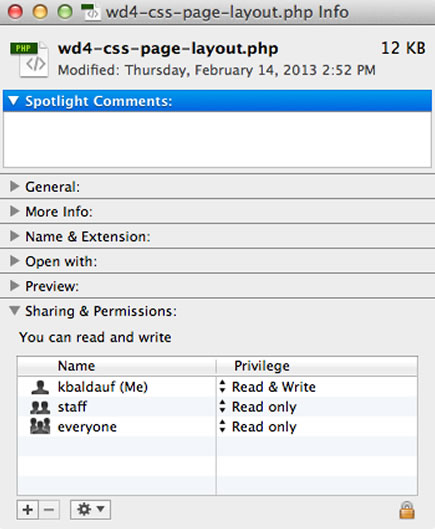 wd4-css-page-layout.php Info
PHP
wd4-css-page-layout.php 12 KB
Modified: Thursday, February 14, 2013 2:52 PM
Spotlight Comments:
General:
More Info:
Name & Extension:
Open with:
Preview:
Sharing & Permissions:
You can read and write
Name Privilege
kbaldauf (Me) Read & Write
staff Read only
everyone Read only